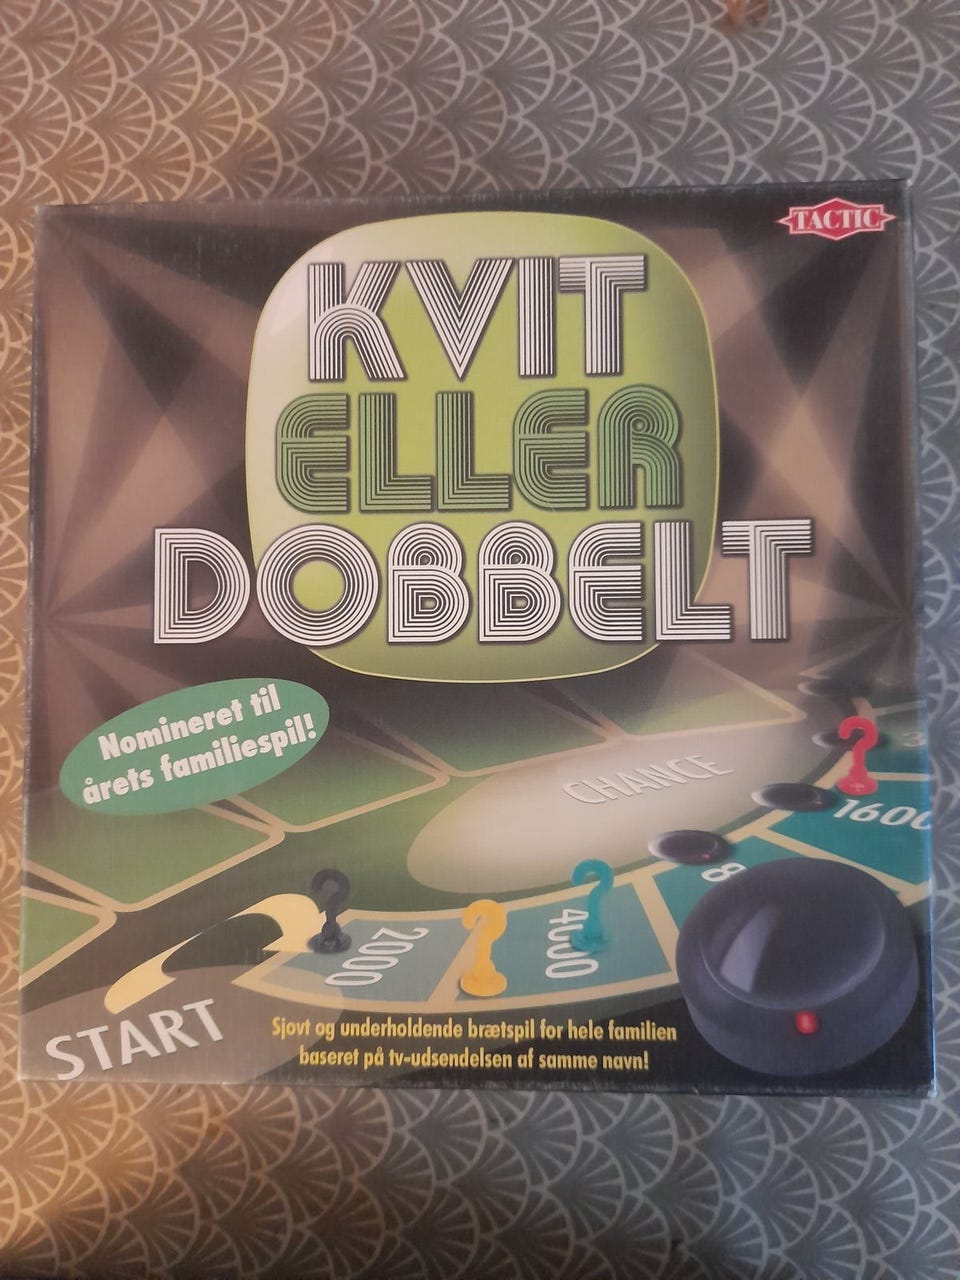 TACTIC
KVIT
ELLER
DOBBELT
Nomineret til
årets familiespil!
CHANCE
1600
8
4000
2000
START
Sjovt og underholdende brætspil for hele familien
baseret på tv-udsendelsen af samme navn!